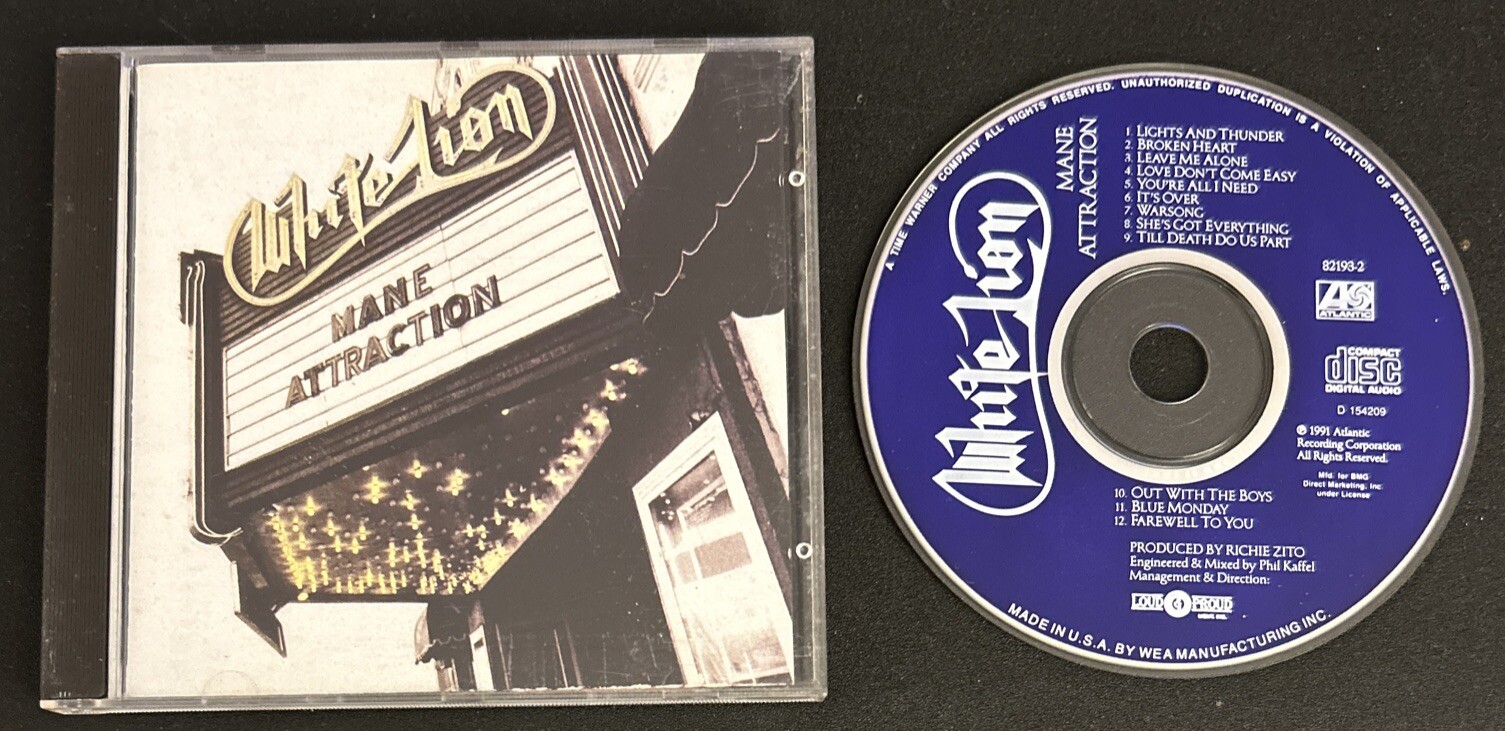 White Lion
MANE
ATTRACTION
A TIME WARNER COMPANY ALL RIGHTS RESERVED. UNAUTHORIZED DUPLICATION IS A VIOLATION OF APPLICABLE LAWS.
White Lion
MANE
ATTRACTION
1. LIGHTS AND THUNDER
2. BROKEN HEART
3. LEAVE ME ALONE
4. LOVE DON'T COME EASY
5. YOU'RE ALL I NEED
6. IT'S OVER
7. WARSONG
8. SHE'S GOT EVERYTHING
9. TILL DEATH DO US PART
82193-2
ATLANTIC
COMPACT
disc
DIGITAL AUDIO
D 154209
℗ 1991 Atlantic
Recording Corporation
All Rights Reserved.
Mfd. for BMG
Direct Marketing, Inc.
under License
10. OUT WITH THE BOYS
11. BLUE MONDAY
12. FAREWELL TO YOU
PRODUCED BY RICHIE ZITO
Engineered & Mixed by Phil Kaffel
Management & Direction:
LOUD & PROUD
MADE IN U.S.A. BY WEA MANUFACTURING INC.